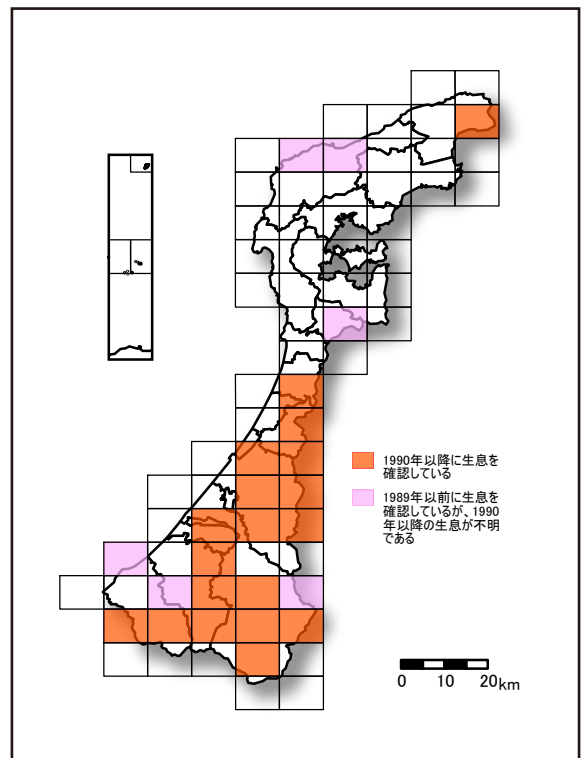 1990年以降に生息を
確認している
1989年以前に生息を
確認しているが、1990
年以降の生息が不明
である
0 10 20km